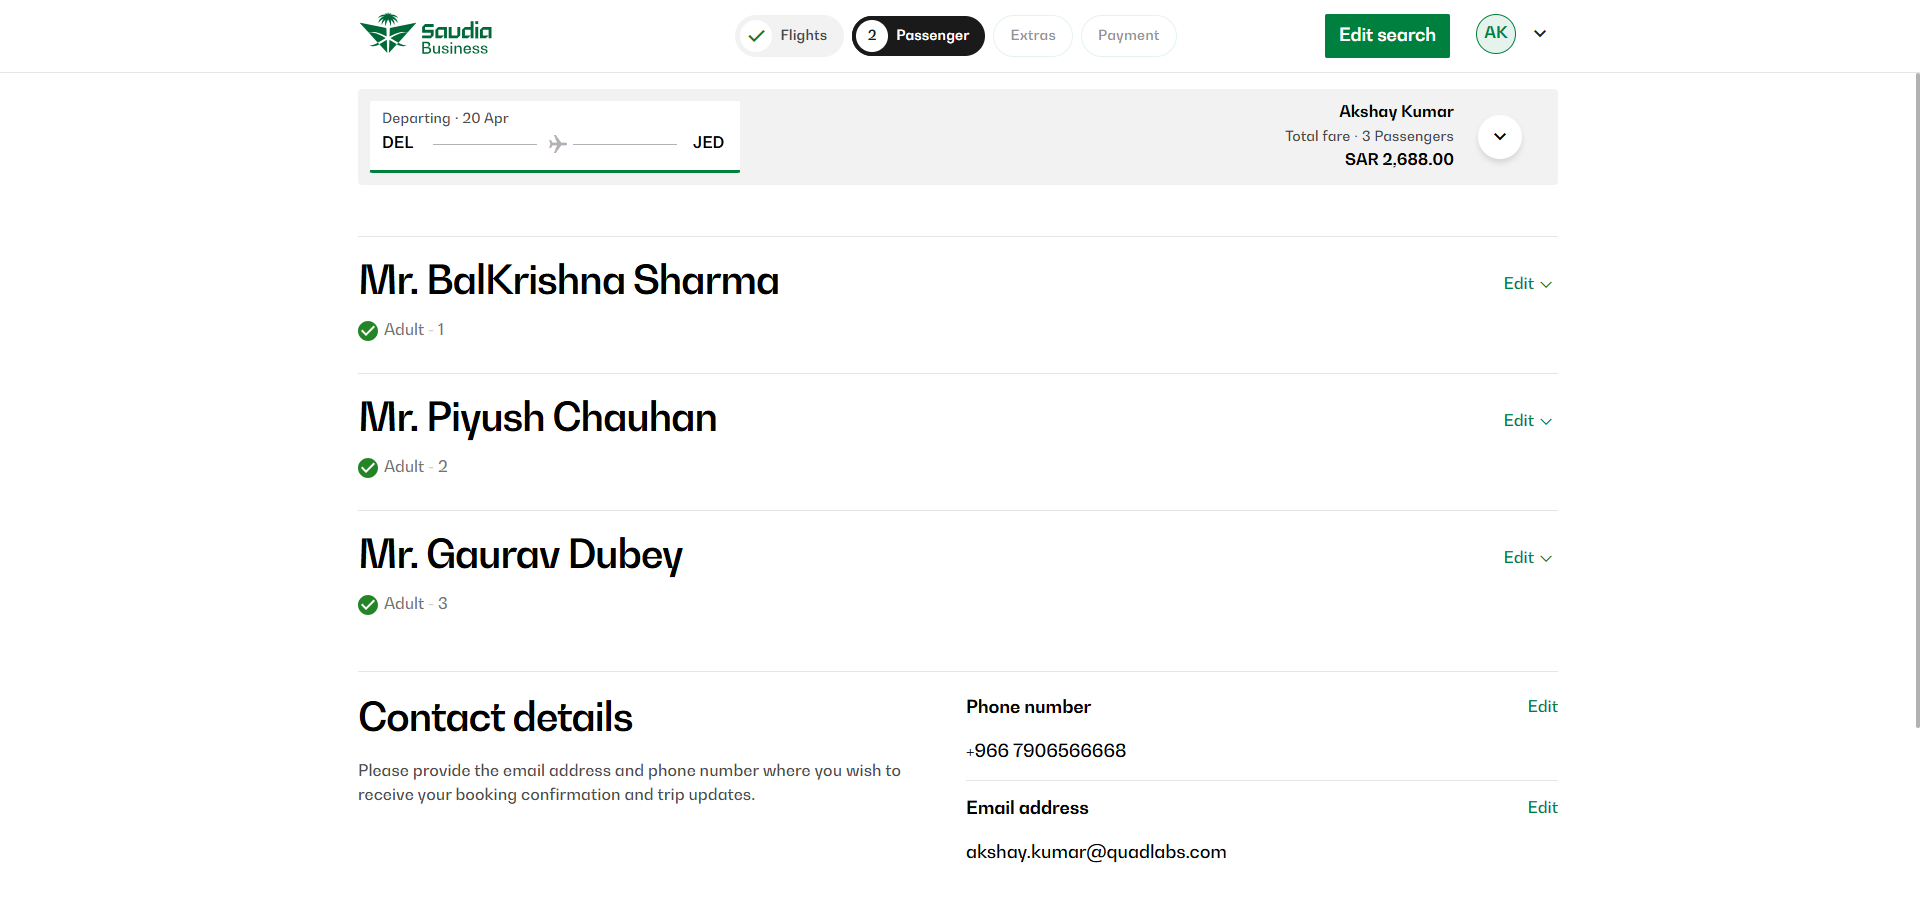 Saudia
Business
Flights
2 Passenger
Extras
Payment
Edit search
AK
Departing · 20 Apr
DEL JED
Akshay Kumar
Total fare · 3 Passengers
SAR 2,688.00
Mr. BalKrishna Sharma
Edit
Adult - 1
Mr. Piyush Chauhan
Edit
Adult - 2
Mr. Gaurav Dubey
Edit
Adult - 3
Contact details
Please provide the email address and phone number where you wish to
receive your booking confirmation and trip updates.
Phone number
Edit
+966 7906566668
Email address
Edit
akshay.kumar@quadlabs.com